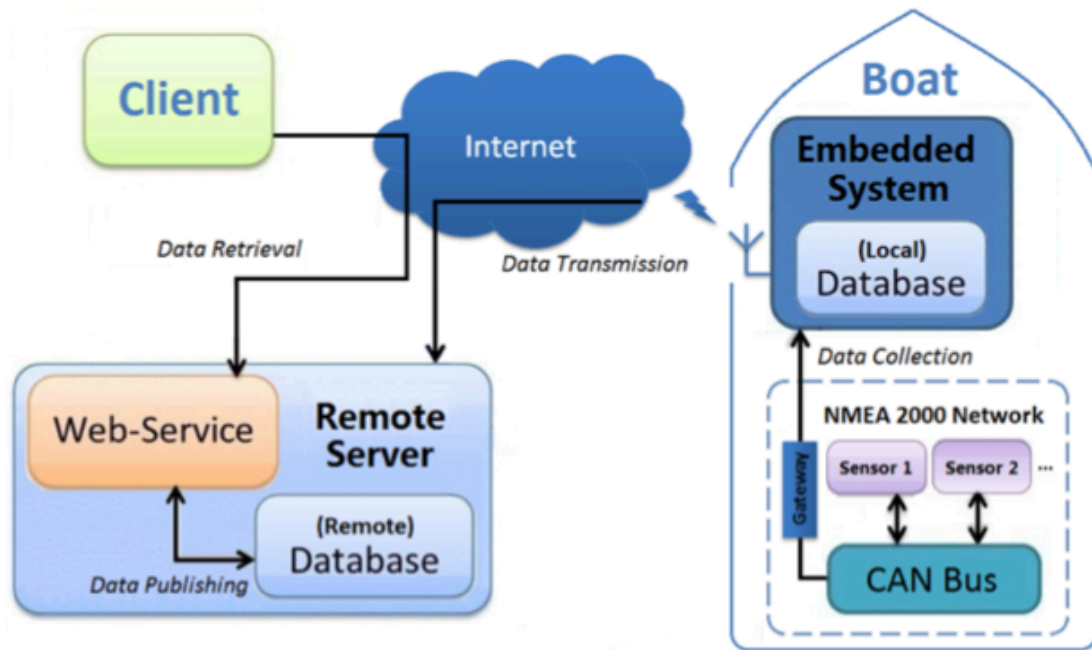 Client
Internet
Boat
Embedded
System
(Local)
Database
Data Retrieval
Data Transmission
Data Collection
Web-Service
Remote
Server
(Remote)
Database
Data Publishing
NMEA 2000 Network
Sensor 1
Sensor 2
...
Gateway
CAN Bus